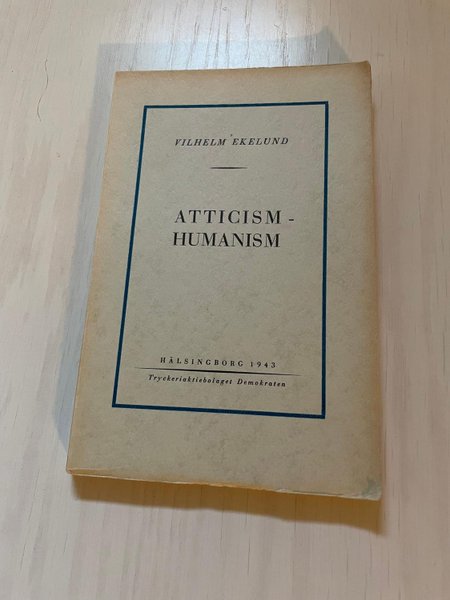 VILHELM EKELUND
ATTICISM -
HUMANISM
HÄLSINGBORG 1943
Tryckeriaktiebolaget Demokraten